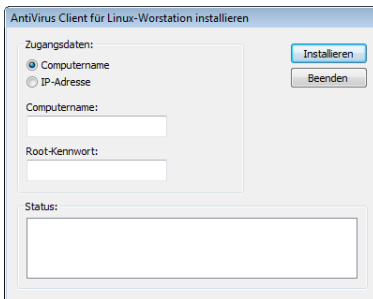 AntiVirus Client für Linux-Worstation installieren
Zugangsdaten:
Computername
IP-Adresse
Computername:
Root-Kennwort:
Installieren
Beenden
Status: